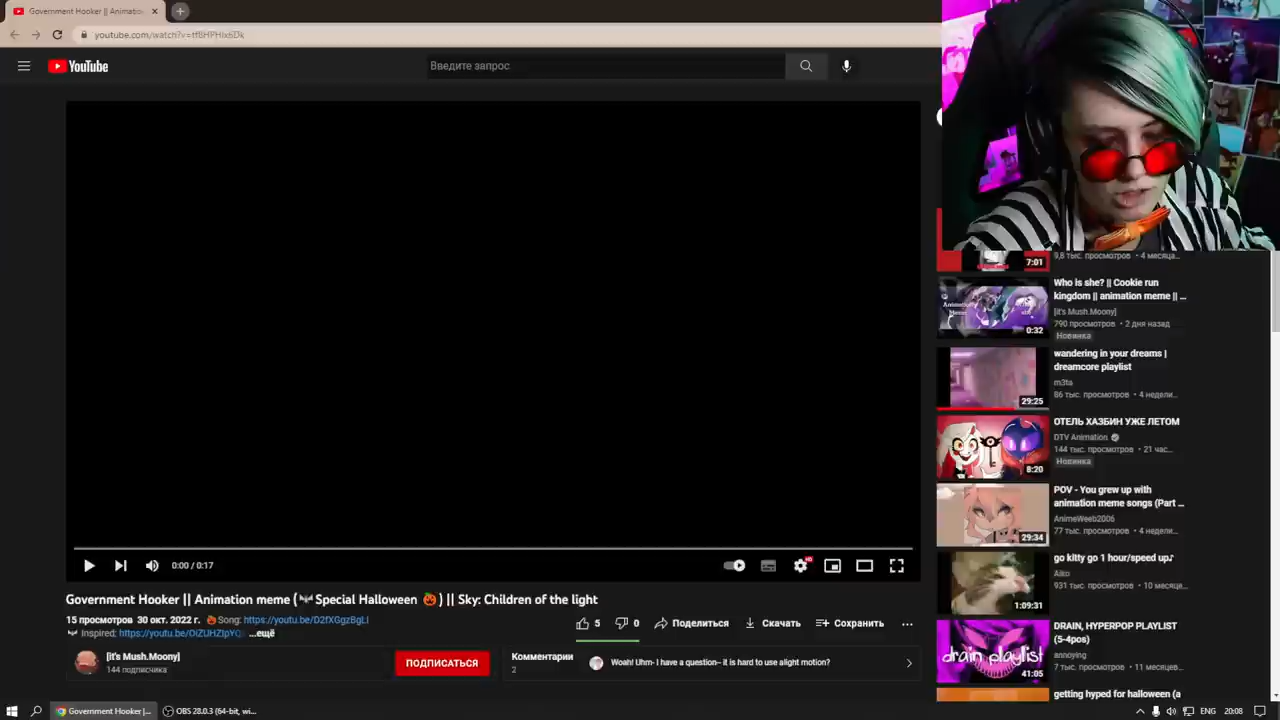 Government Hooker || Animatio
youtube.com/watch?v=tf8HPHix6Dk
YouTube
Введите запрос
0:00 / 0:17
Government Hooker || Animation meme (🦇Special Halloween 🎃) || Sky: Children of the light
15 просмотров 30 окт. 2022 г. 🎃Song: https://youtu.be/D2fXGgzBgLI
🦇 Inspired: ...ещё
5
0
Поделиться
Скачать
Сохранить
[it's Mush.Moony]
144 подписчика
ПОДПИСАТЬСЯ
Комментарии
2
Woah! Uhm- I have a question– it is hard to use alight motion?
7:01
9,8 тыс. просмотров • 4 месяца...
Who is she? || Cookie run
kingdom || animation meme || ...
[it's Mush.Moony]
790 просмотров • 2 дня назад
Новинка
0:32
wandering in your dreams |
dreamcore playlist
m3ta
86 тыс. просмотров • 4 недели...
29:25
ОТЕЛЬ ХАЗБИН УЖЕ ЛЕТОМ
DTV Animation
144 тыс. просмотров • 21 час...
Новинка
8:20
POV - You grew up with
animation meme songs (Part ...
AnimeWeeb2006
77 тыс. просмотров • 4 недели...
29:34
go kitty go 1 hour/speed up♪
Aiko
931 тыс. просмотров • 10 месяце...
1:09:31
DRAIN, HYPERPOP PLAYLIST
(5-4pos)
annoying
7 тыс. просмотров • 11 месяцев...
drain playlist
41:05
getting hyped for halloween (a
Government Hooker |...
OBS 28.0.3 (64-bit, wi...
ENG
20:08